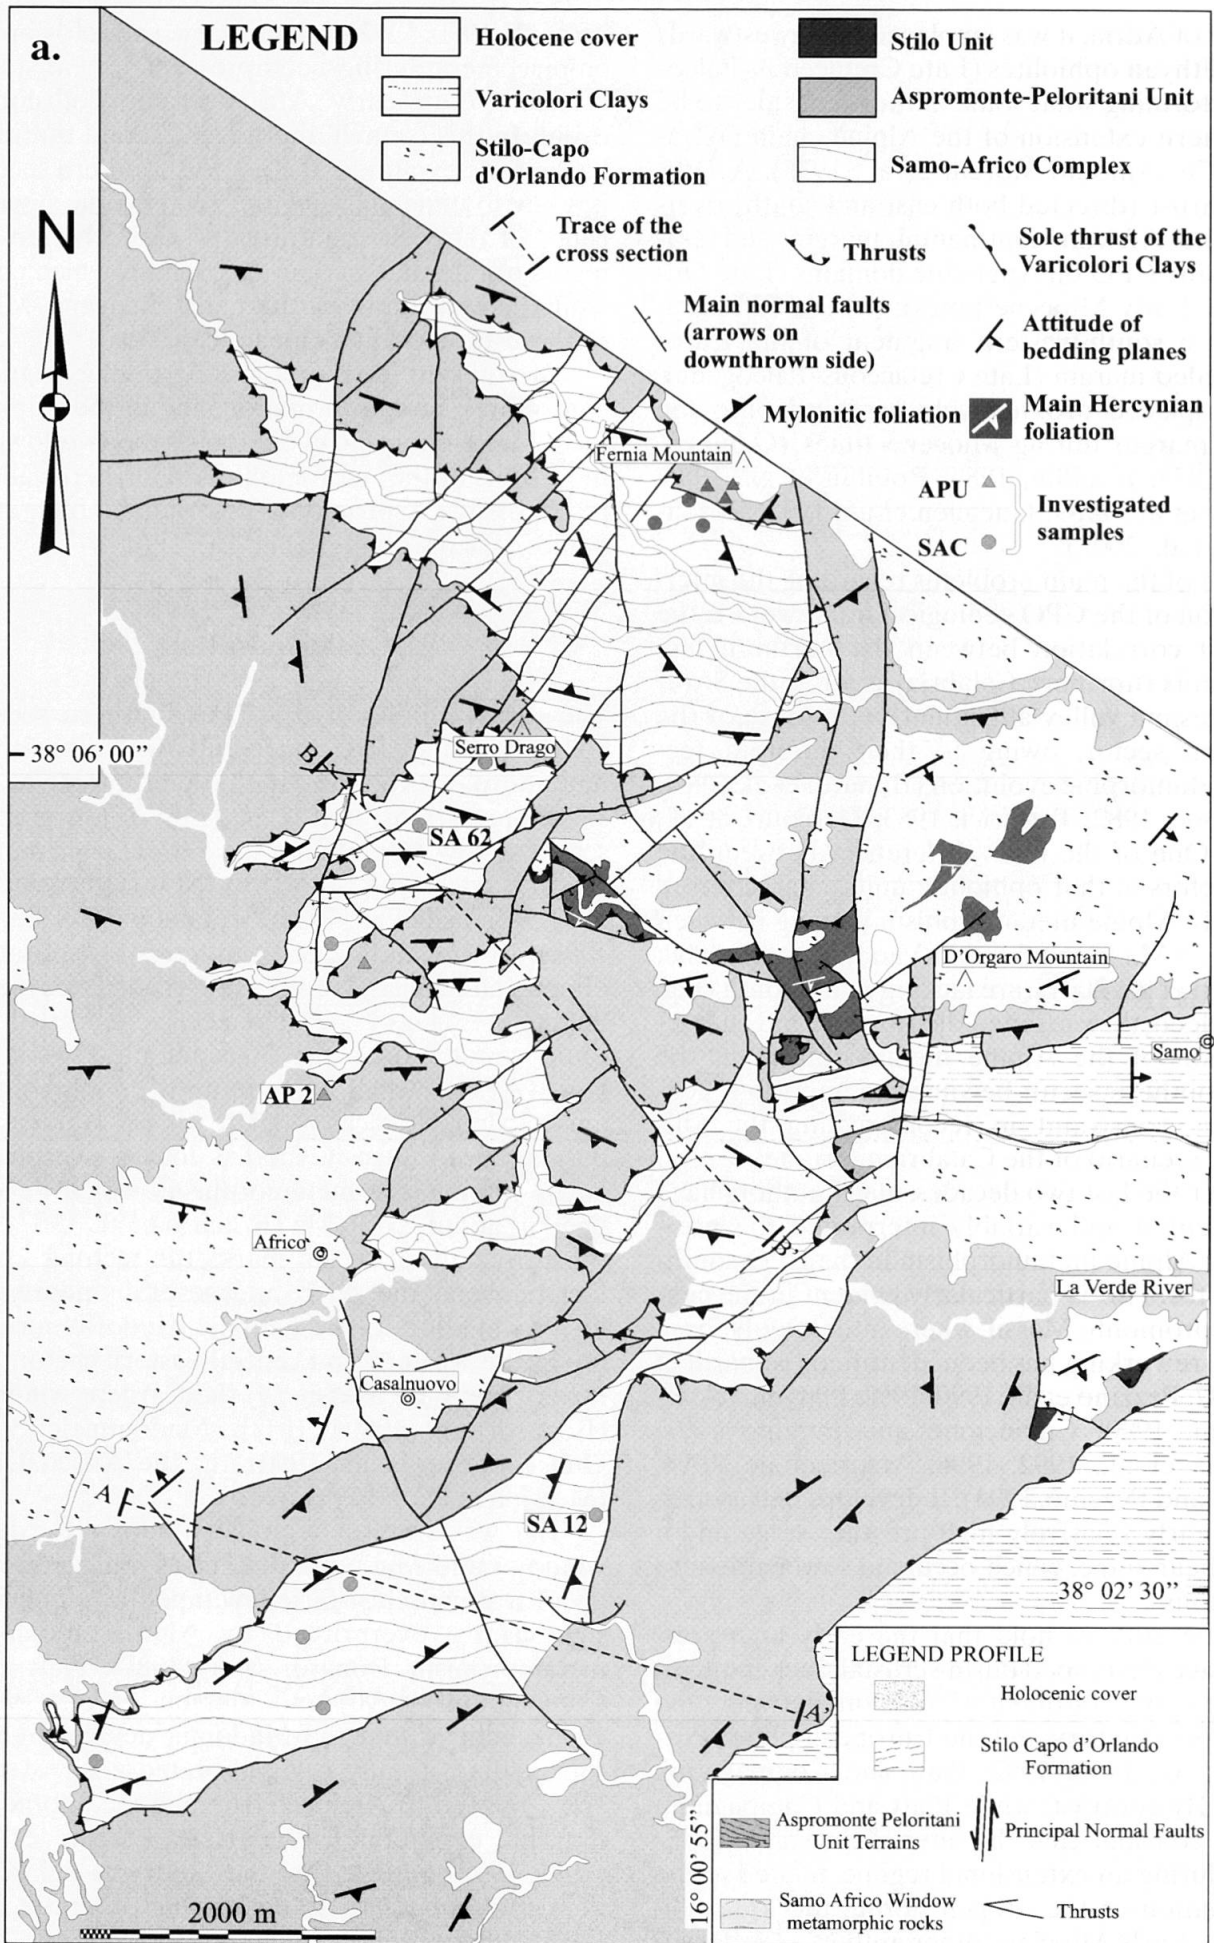 a.
LEGEND
Holocene cover
Varicolori Clays
Stilo-Capo
d'Orlando Formation
Stilo Unit
Aspromonte-Peloritani Unit
Samo-Africo Complex
Trace of the
cross section
Thrusts
Sole thrust of the
Varicolori Clays
Main normal faults
(arrows on
downthrown side)
Attitude of
bedding planes
Mylonitic foliation
Main Hercynian
foliation
APU
SAC
Investigated
samples
N
Fernia Mountain
Serro Drago
38° 06' 00”
B
SA 62
D'Orgaro Mountain
Samo
AP 2
Africo
B'
La Verde River
Casalnuovo
A
SA 12
38° 02' 30”
A'
LEGEND PROFILE
Holocenic cover
Stilo Capo d'Orlando
Formation
Aspromonte Peloritani
Unit Terrains
Principal Normal Faults
Samo Africo Window
metamorphic rocks
Thrusts
16° 00' 55”
2000 m